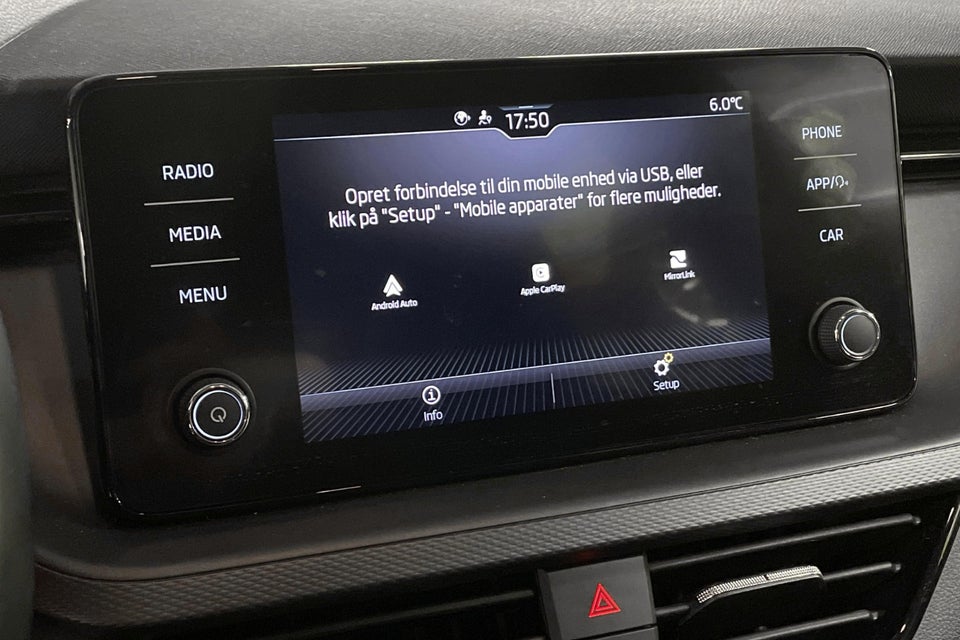 17:50
6.0°C
RADIO
MEDIA
MENU
Opret forbindelse til din mobile enhed via USB, eller
klik på "Setup" - "Mobile apparater" for flere muligheder.
Android Auto
Apple CarPlay
MirrorLink
Info
Setup
PHONE
APP/
CAR